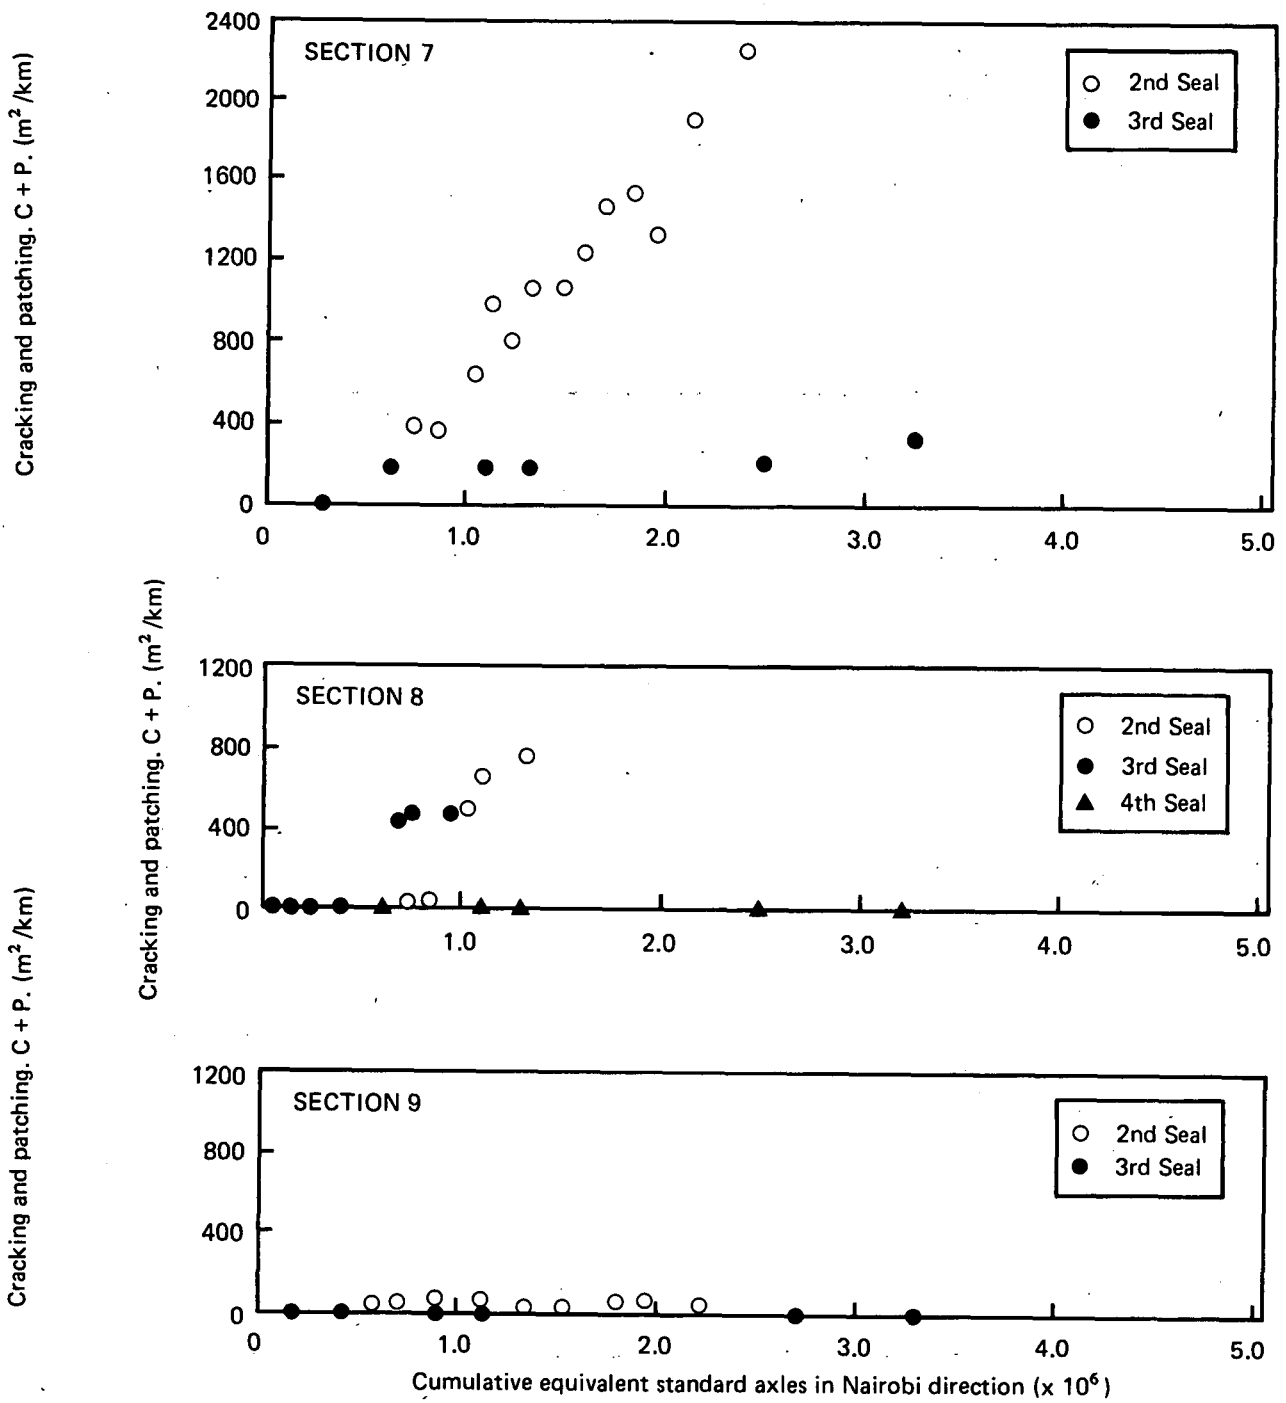 2400
SECTION 7
2nd Seal
3rd Seal
2000
1600
1200
800
400
0
Cracking and patching. C + P. (m²/km)
0 1.0 2.0 3.0 4.0 5.0
1200
SECTION 8
2nd Seal
3rd Seal
4th Seal
800
400
0
Cracking and patching. C + P. (m²/km)
1.0 2.0 3.0 4.0 5.0
1200
SECTION 9
2nd Seal
3rd Seal
800
400
0
Cracking and patching. C + P. (m²/km)
0 1.0 2.0 3.0 4.0 5.0
Cumulative equivalent standard axles in Nairobi direction (x 10⁶)